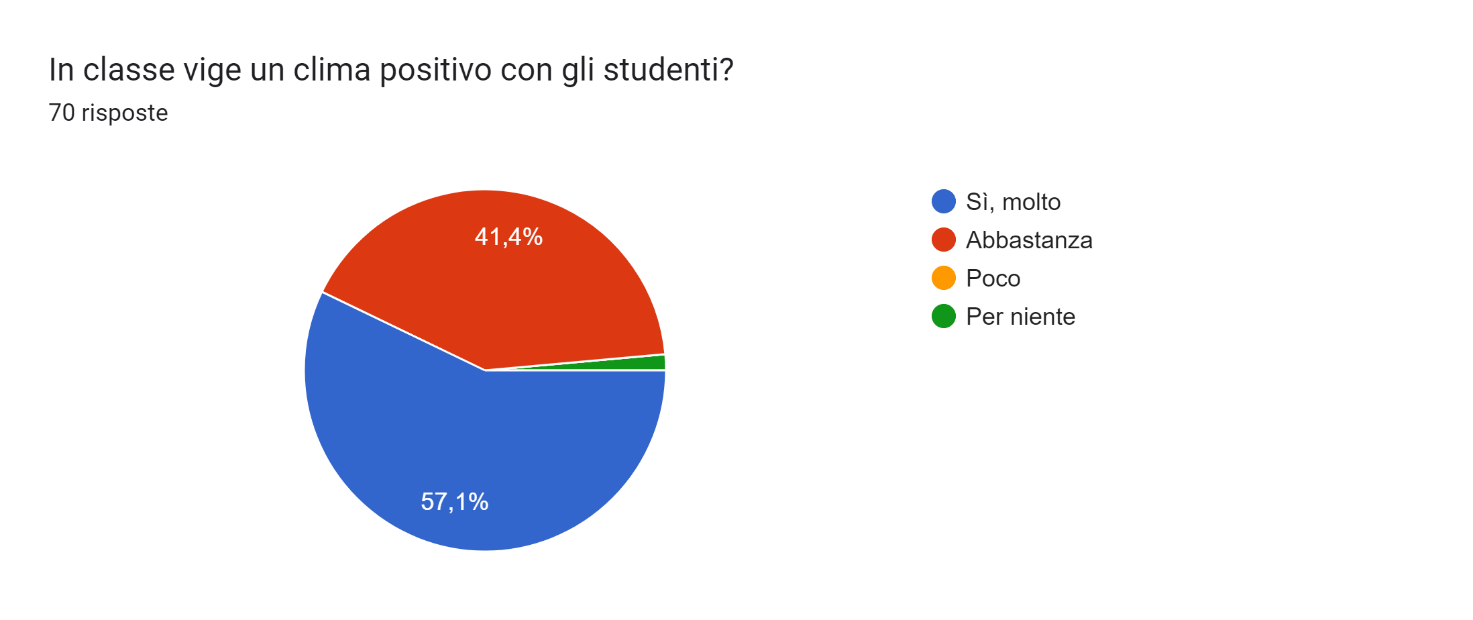 In classe vige un clima positivo con gli studenti?
70 risposte
41,4%
57,1%
Sì, molto
Abbastanza
Poco
Per niente